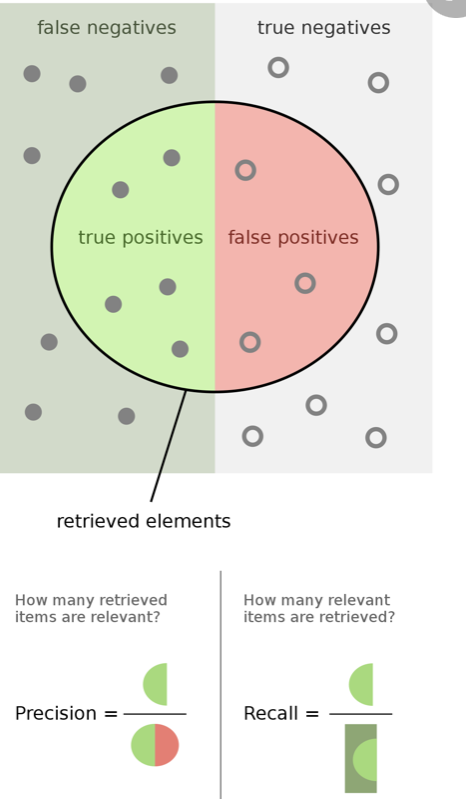 false negatives
true negatives
true positives
false positives
retrieved elements
How many retrieved
items are relevant?
How many relevant
items are retrieved?
Precision =
Recall =